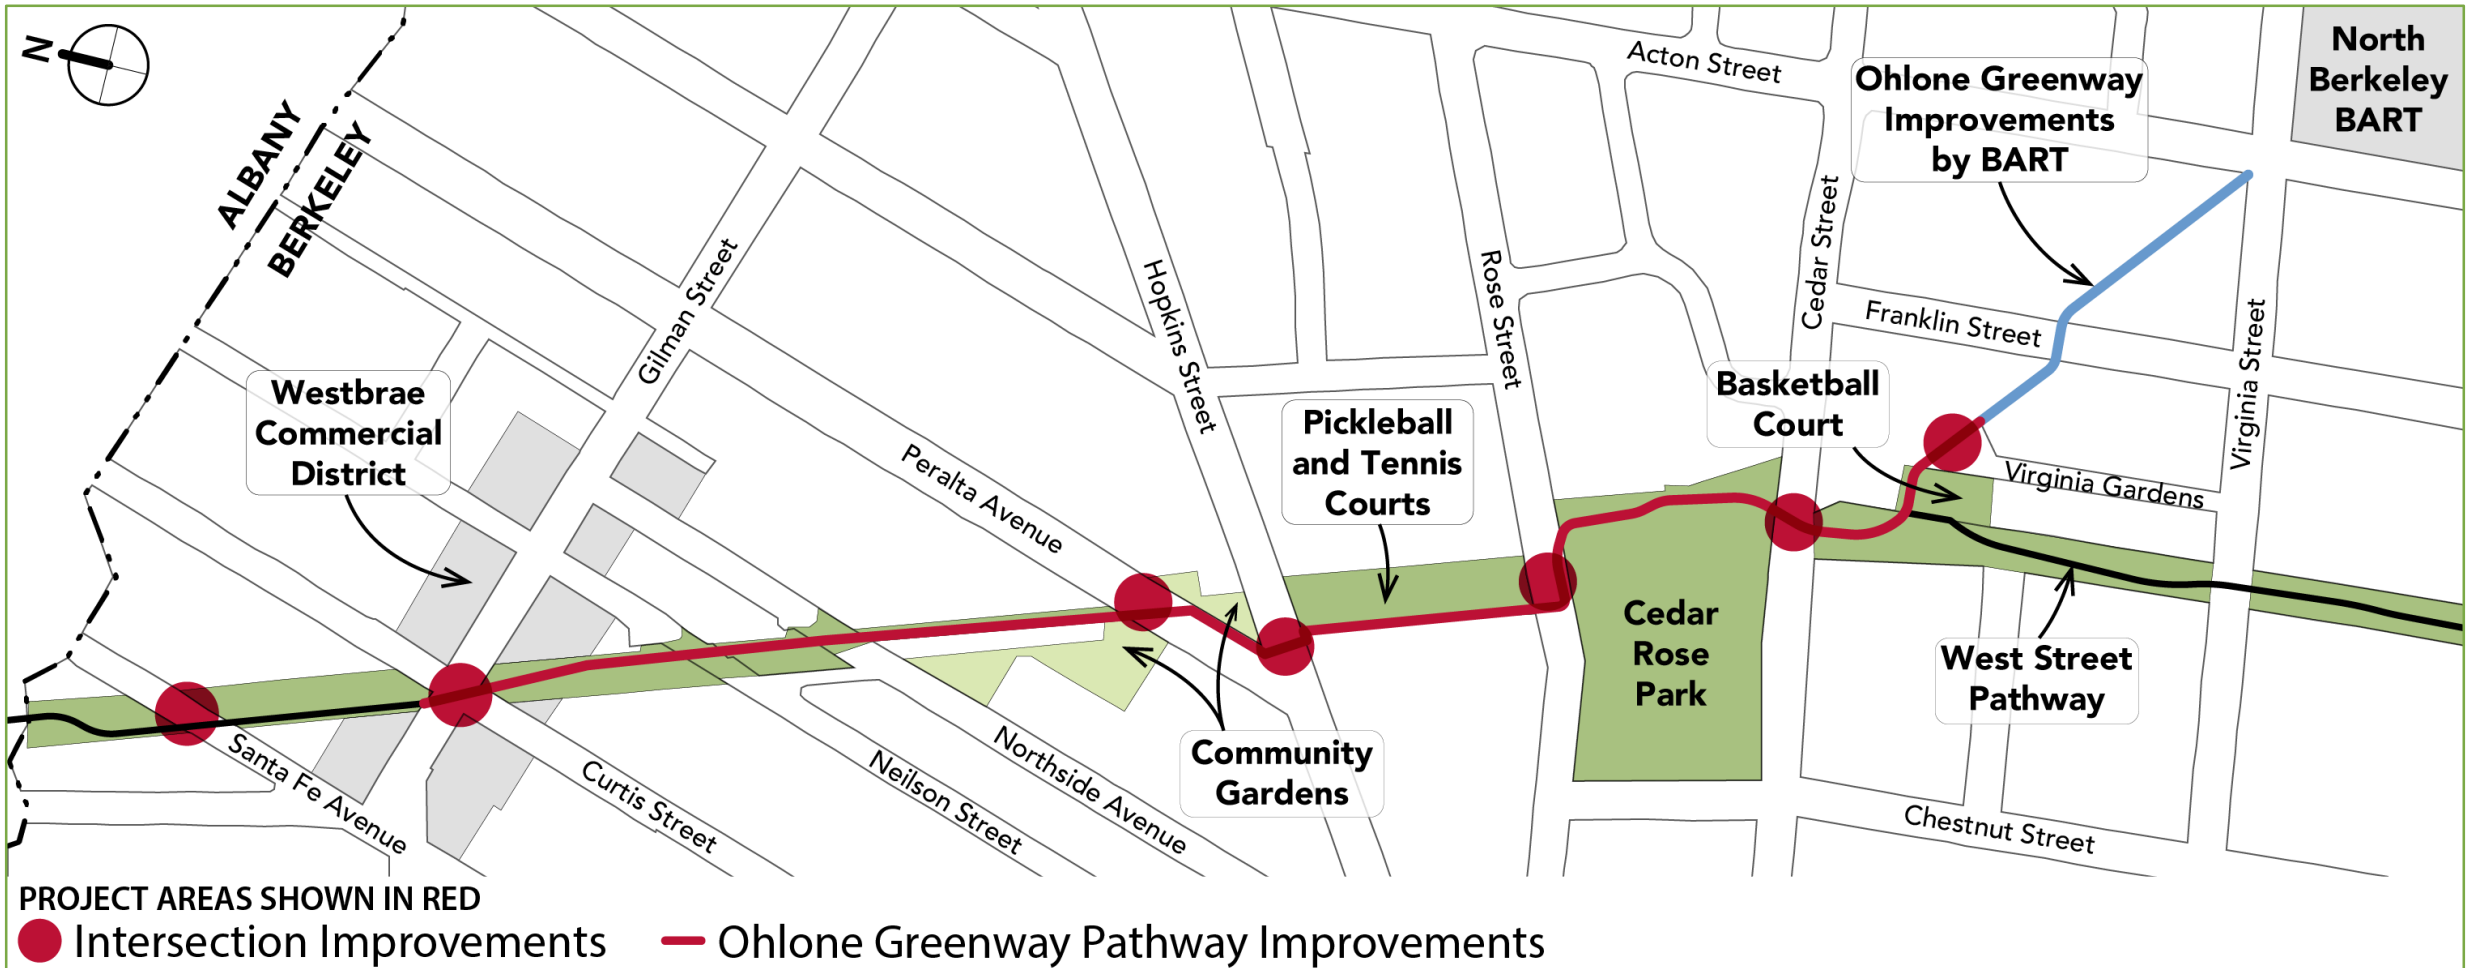 N
ALBANY
BERKELEY
Acton Street
Ohlone Greenway
Improvements
by BART
North
Berkeley
BART
Gilman Street
Hopkins Street
Rose Street
Cedar Street
Franklin Street
Virginia Street
Westbrae
Commercial
District
Peralta Avenue
Pickleball
and Tennis
Courts
Basketball
Court
Virginia Gardens
Cedar
Rose
Park
West Street
Pathway
Community
Gardens
Santa Fe Avenue
Curtis Street
Neilson Street
Northside Avenue
Chestnut Street
PROJECT AREAS SHOWN IN RED
Intersection Improvements
Ohlone Greenway Pathway Improvements